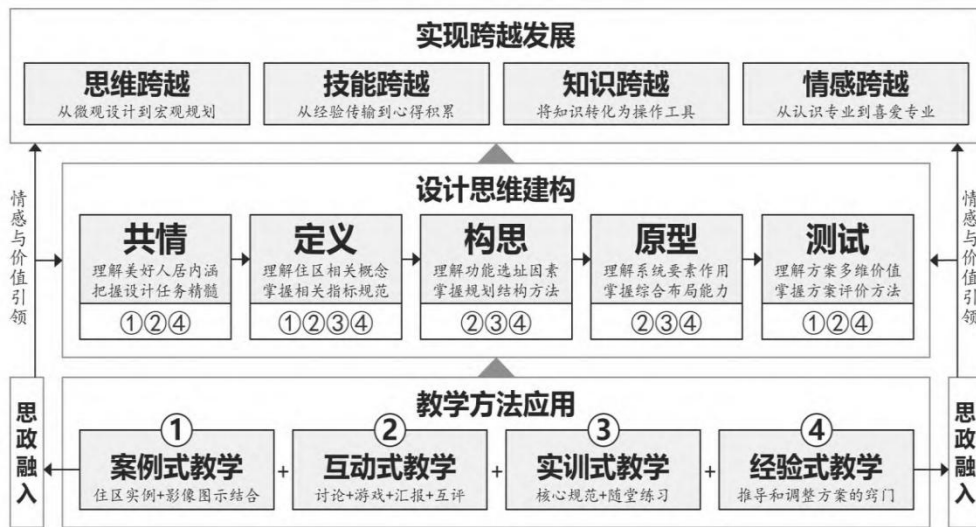 实现跨越发展
思维跨越
从微观设计到宏观规划
技能跨越
从经验传输到心得积累
知识跨越
将知识转化为操作工具
情感跨越
从认识专业到喜爱专业
情感与价值引领
设计思维建构
共情
理解美好人居内涵
把握设计任务精髓
①②④
定义
理解住区相关概念
掌握相关指标规范
①②③④
构思
理解功能选址因素
掌握规划结构方法
②③④
原型
理解系统要素作用
掌握综合布局能力
②③④
测试
理解方案多维价值
掌握方案评价方法
①②④
情感与价值引领
思政融入
教学方法应用
①
案例式教学
住区实例+影像图示结合
+
②
互动式教学
讨论+游戏+汇报+互评
+
③
实训式教学
核心规范+随堂练习
+
④
经验式教学
推导和调整方案的窍门
思政融入